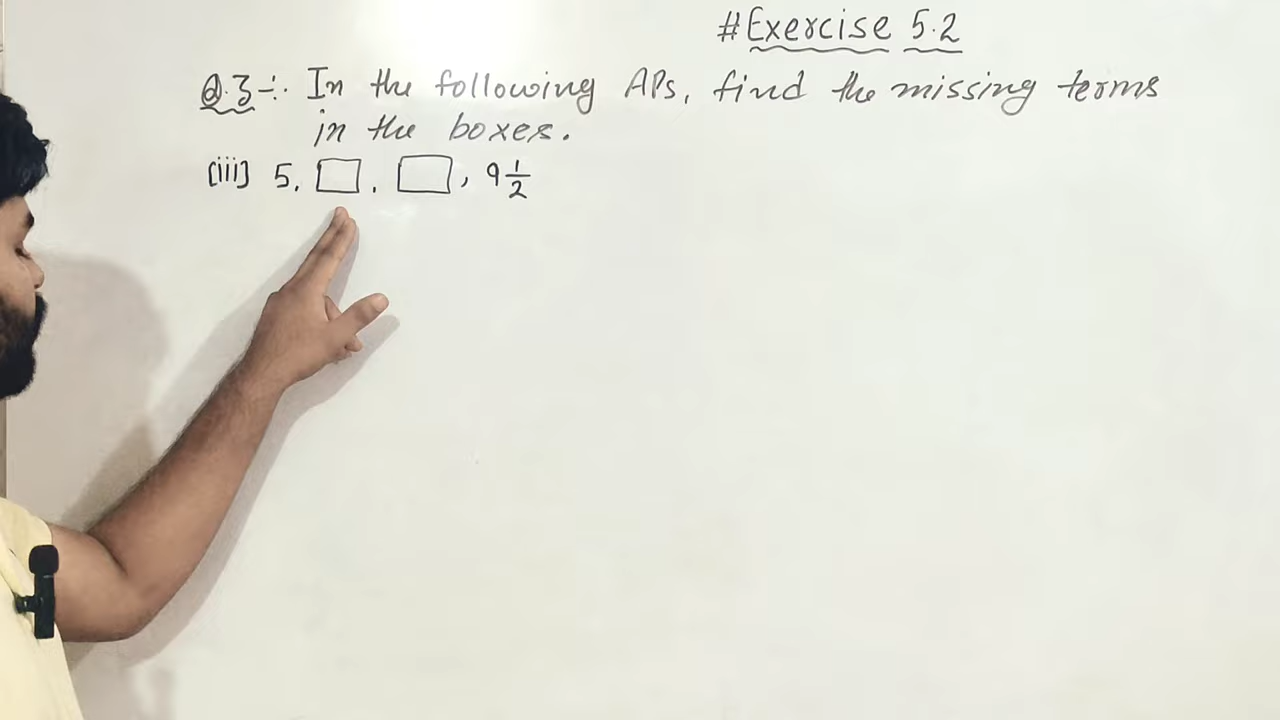 #Exercise 5.2
Q.3÷. In the following APs, find the missing terms
in the boxes.
(iii) 5, □, □, 9 1/2